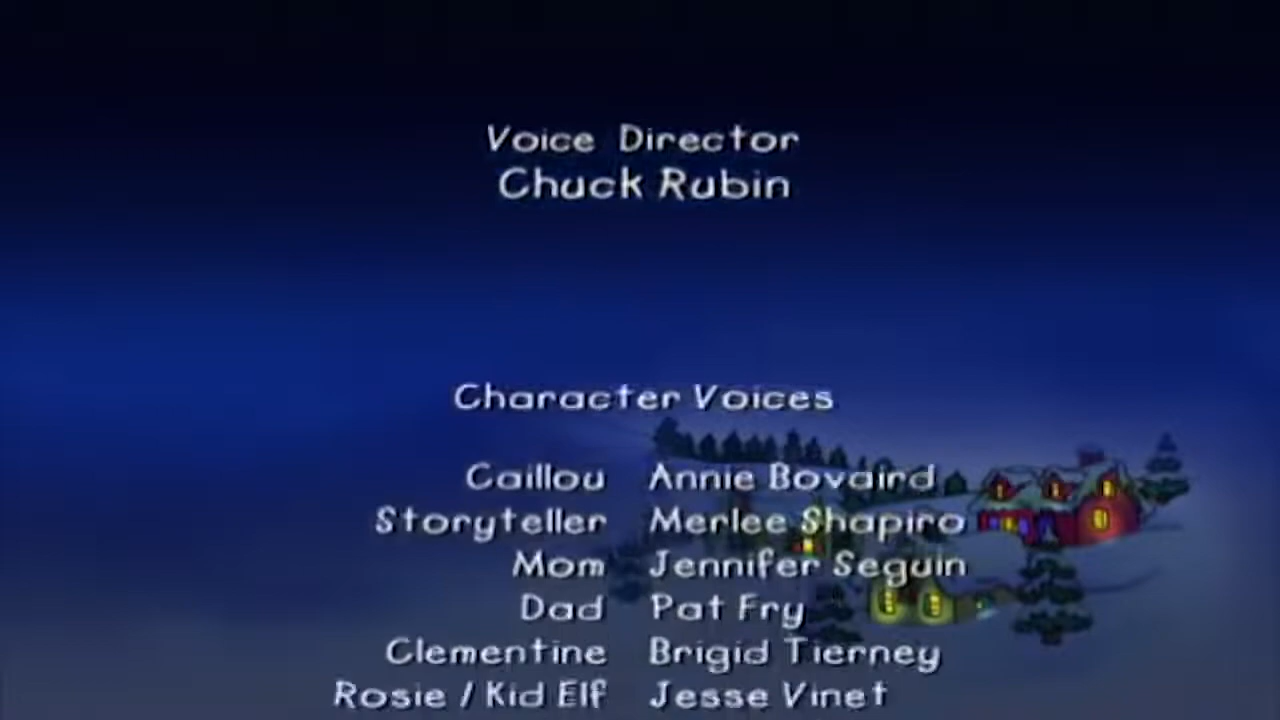 Voice Director
Chuck Rubin
Character Voices
Caillou Annie Bovaird
Storyteller Merlee Shapiro
Mom Jennifer Seguin
Dad Pat Fry
Clementine Brigid Tierney
Rosie / Kid Elf Jesse Vinet